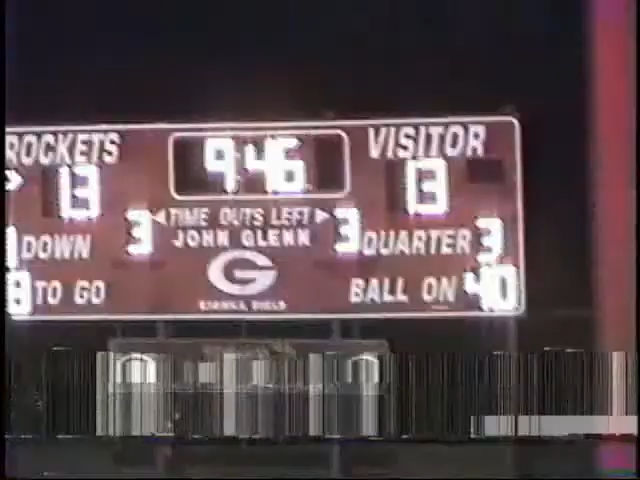 ROCKETS 9:46 VISITOR
13 13
3 ◄TIME OUTS LEFT► 3
JOHN GLENN
1 DOWN QUARTER 3
G
8 TO GO BALL ON 40
FIELD